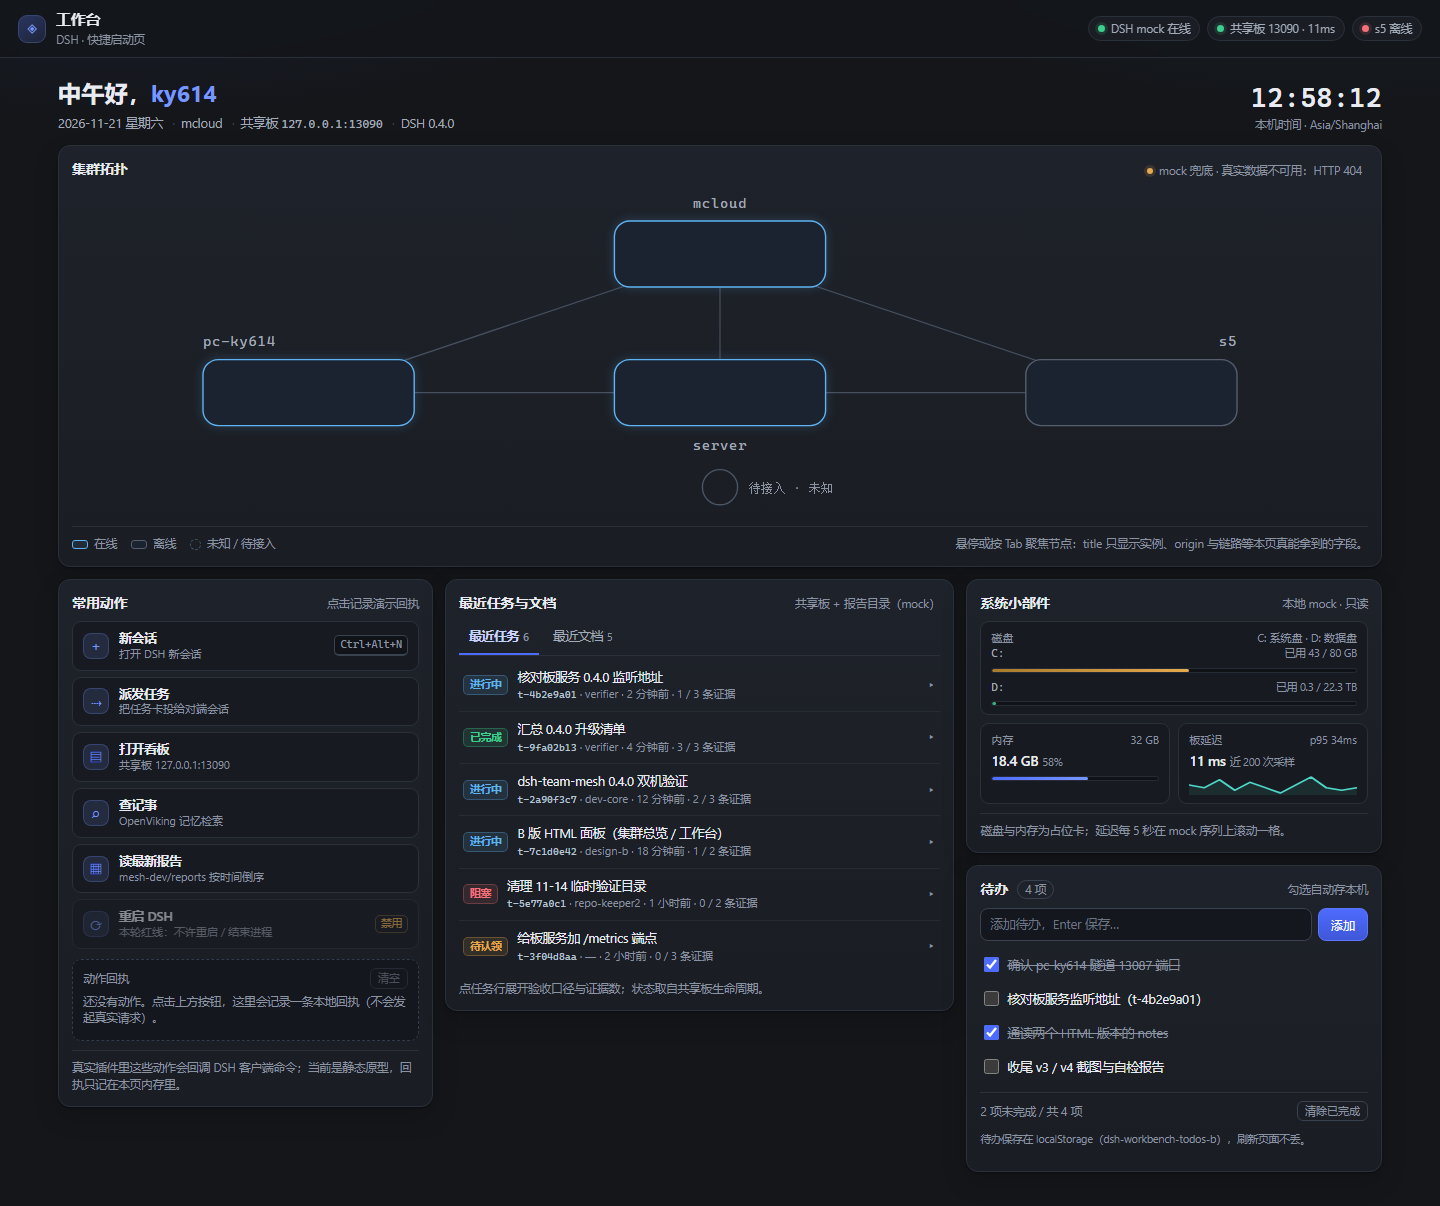 工作台
DSH · 快捷启动页
DSH mock 在线
共享板 13090 · 11ms
s5 离线
中午好，ky614
2026-11-21 星期六 · mcloud · 共享板 127.0.0.1:13090 · DSH 0.4.0
12:58:12
本机时间 · Asia/Shanghai
集群拓扑
mock 兜底 · 真实数据不可用：HTTP 404
mcloud
pc-ky614
s5
server
待接入 · 未知
在线
离线
未知 / 待接入
悬停或按 Tab 聚焦节点：title 只显示实例、origin 与链路等本页真能拿到的字段。
常用动作
点击记录演示回执
新会话
打开 DSH 新会话
Ctrl+Alt+N
派发任务
把任务卡投给对端会话
打开看板
共享板 127.0.0.1:13090
查记事
OpenViking 记忆检索
读最新报告
mesh-dev/reports 按时间倒序
重启 DSH
本轮红线：不许重启 / 结束进程
禁用
动作回执
清空
还没有动作。点击上方按钮，这里会记录一条本地回执（不会发
起真实请求）。
真实插件里这些动作会回调 DSH 客户端命令；当前是静态原型，回
执只记在本页内存里。
最近任务与文档
共享板 + 报告目录（mock）
最近任务 6
最近文档 5
进行中
核对板服务 0.4.0 监听地址
t-4b2e9a01 · verifier · 2 分钟前 · 1 / 3 条证据
已完成
汇总 0.4.0 升级清单
t-9fa02b13 · verifier · 4 分钟前 · 3 / 3 条证据
进行中
dsh-team-mesh 0.4.0 双机验证
t-2a90f3c7 · dev-core · 12 分钟前 · 2 / 3 条证据
进行中
B 版 HTML 面板（集群总览 / 工作台）
t-7c1d0e42 · design-b · 18 分钟前 · 1 / 2 条证据
阻塞
清理 11-14 临时验证目录
t-5e77a0c1 · repo-keeper2 · 1 小时前 · 0 / 2 条证据
待认领
给板服务加 /metrics 端点
t-3f04d8aa · — · 2 小时前 · 0 / 3 条证据
点任务行展开验收口径与证据数；状态取自共享板生命周期。
系统小部件
本地 mock · 只读
磁盘
C: 系统盘 · D: 数据盘
C:
已用 43 / 80 GB
D:
已用 0.3 / 22.3 TB
内存
32 GB
18.4 GB 58%
板延迟
p95 34ms
11 ms 近 200 次采样
磁盘与内存为占位卡；延迟每 5 秒在 mock 序列上滚动一格。
待办
4 项
勾选自动存本机
添加待办，Enter 保存…
添加
确认 pc-ky614 隧道 13087 端口
核对板服务监听地址（t-4b2e9a01）
通读两个 HTML 版本的 notes
收尾 v3 / v4 截图与自检报告
2 项未完成 / 共 4 项
清除已完成
待办保存在 localStorage（dsh-workbench-todos-b），刷新页面不丢。